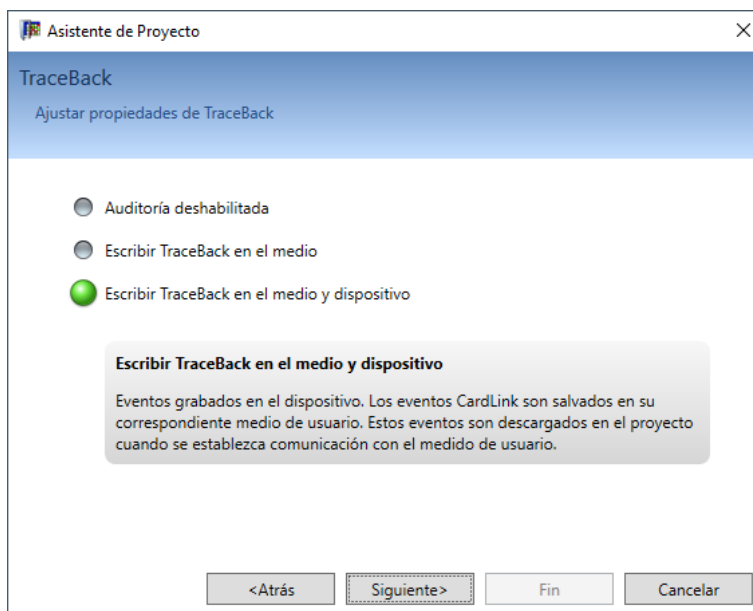 Asistente de Proyecto
TraceBack
Ajustar propiedades de TraceBack
Auditoría deshabilitada
Escribir TraceBack en el medio
Escribir TraceBack en el medio y dispositivo
Escribir TraceBack en el medio y dispositivo
Eventos grabados en el dispositivo. Los eventos CardLink son salvados en su
correspondiente medio de usuario. Estos eventos son descargados en el proyecto
cuando se establezca comunicación con el medido de usuario.
<Atrás
Siguiente>
Fin
Cancelar